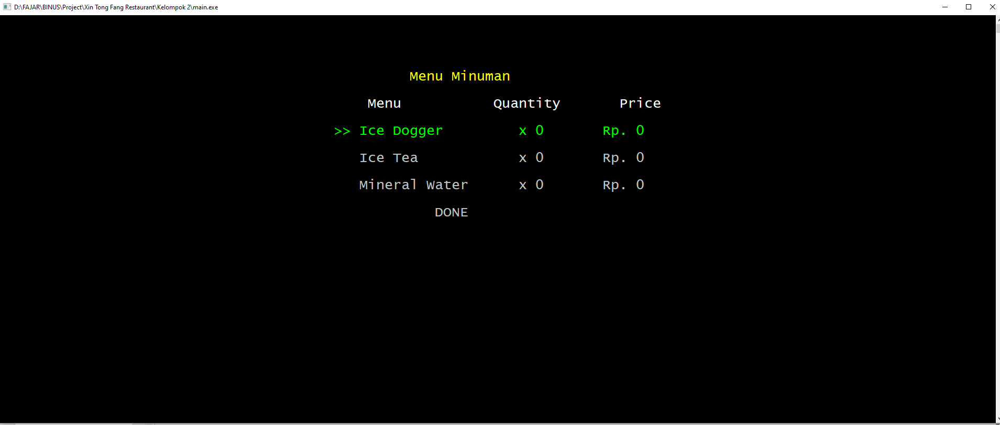 D:\FAJAR\BINUS\Project\Xin Tong Fang Restaurant\Kelompok 2\main.exe
Menu Minuman
Menu Quantity Price
>> Ice Dogger x 0 Rp. 0
Ice Tea x 0 Rp. 0
Mineral Water x 0 Rp. 0
DONE